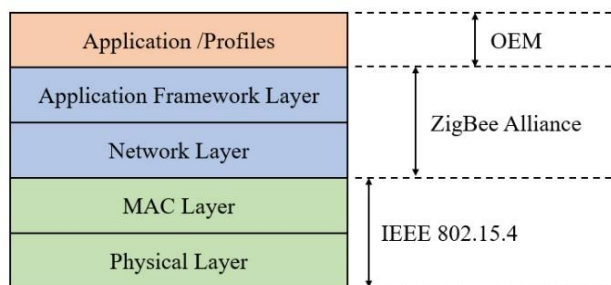 Application /Profiles
OEM
Application Framework Layer
ZigBee Alliance
Network Layer
MAC Layer
IEEE 802.15.4
Physical Layer